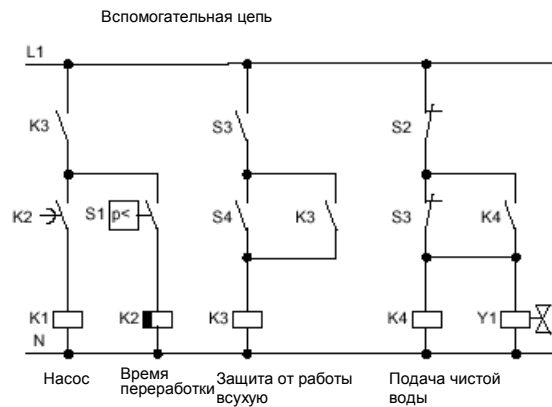 Вспомогательная цепь
L1
K3 S3 S2
K2 S1 p< S4 K3 S3 K4
K1 K2 K3 K4 Y1
N
Насос Время переработки Защита от работы всухую Подача чистой воды